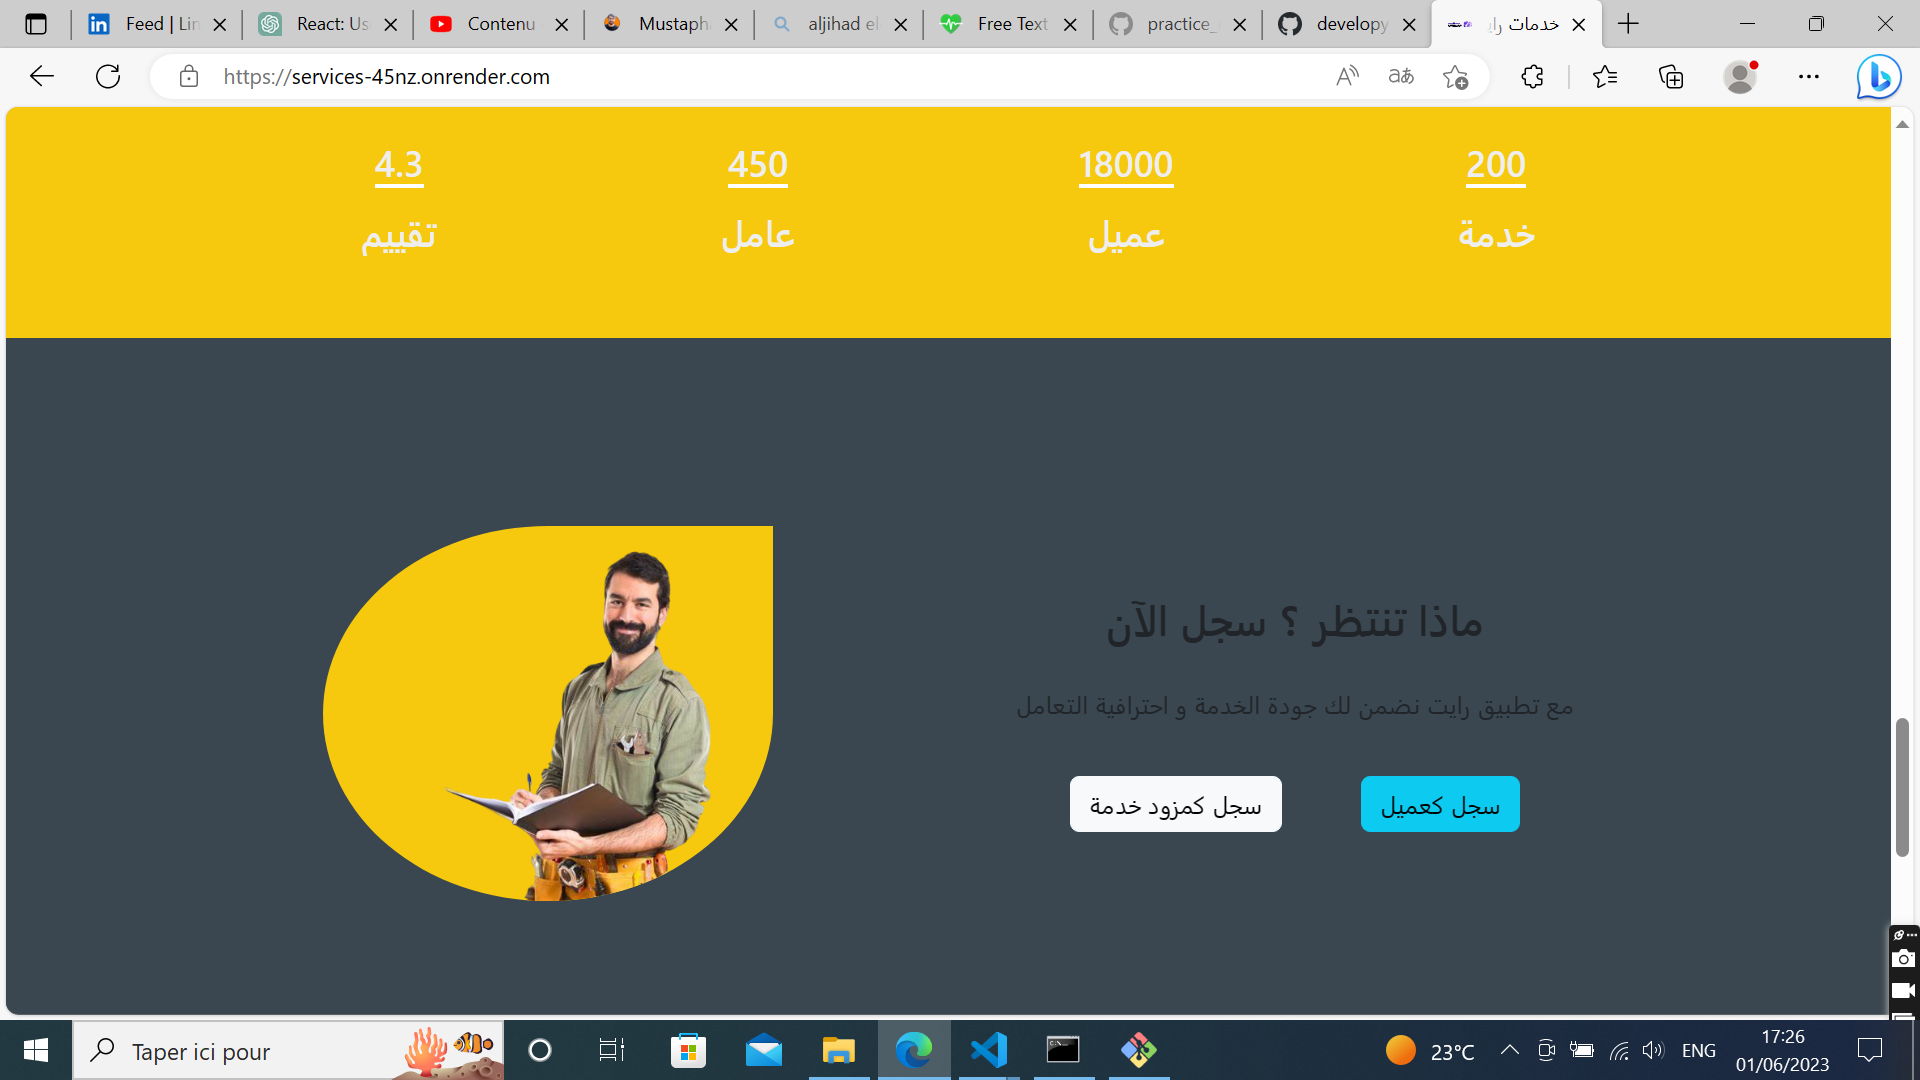 Feed | Lin
React: Us
Contenu
Mustapha
aljihad el
Free Text
practice_
developy
خدمات راي
https://services-45nz.onrender.com
200
18000
450
4.3
خدمة
عميل
عامل
تقييم
ماذا تنتظر ؟ سجل الآن
مع تطبيق رايت نضمن لك جودة الخدمة و احترافية التعامل
سجل كعميل
سجل كمزود خدمة
Taper ici pour
23°C
ENG
17:26
01/06/2023